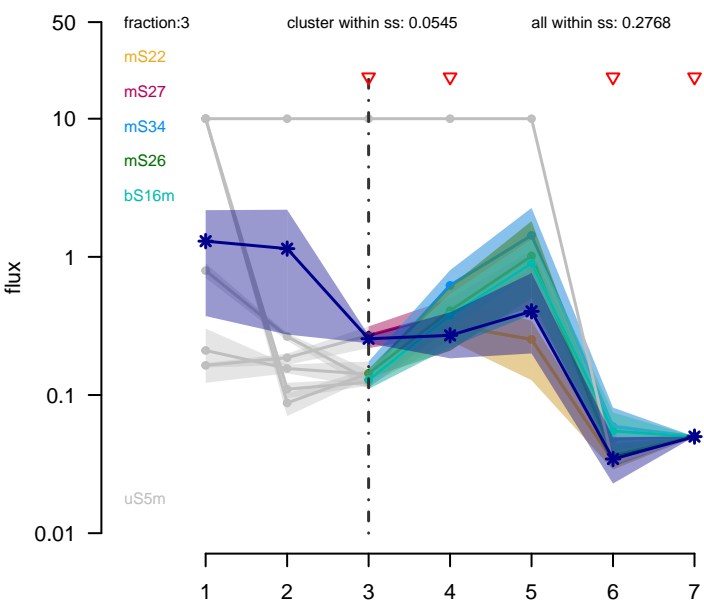 fraction:3 cluster within ss: 0.0545 all within ss: 0.2768
mS22
mS27
mS34
mS26
bS16m
uS5m
flux
50
10
1
0.1
0.01
1 2 3 4 5 6 7